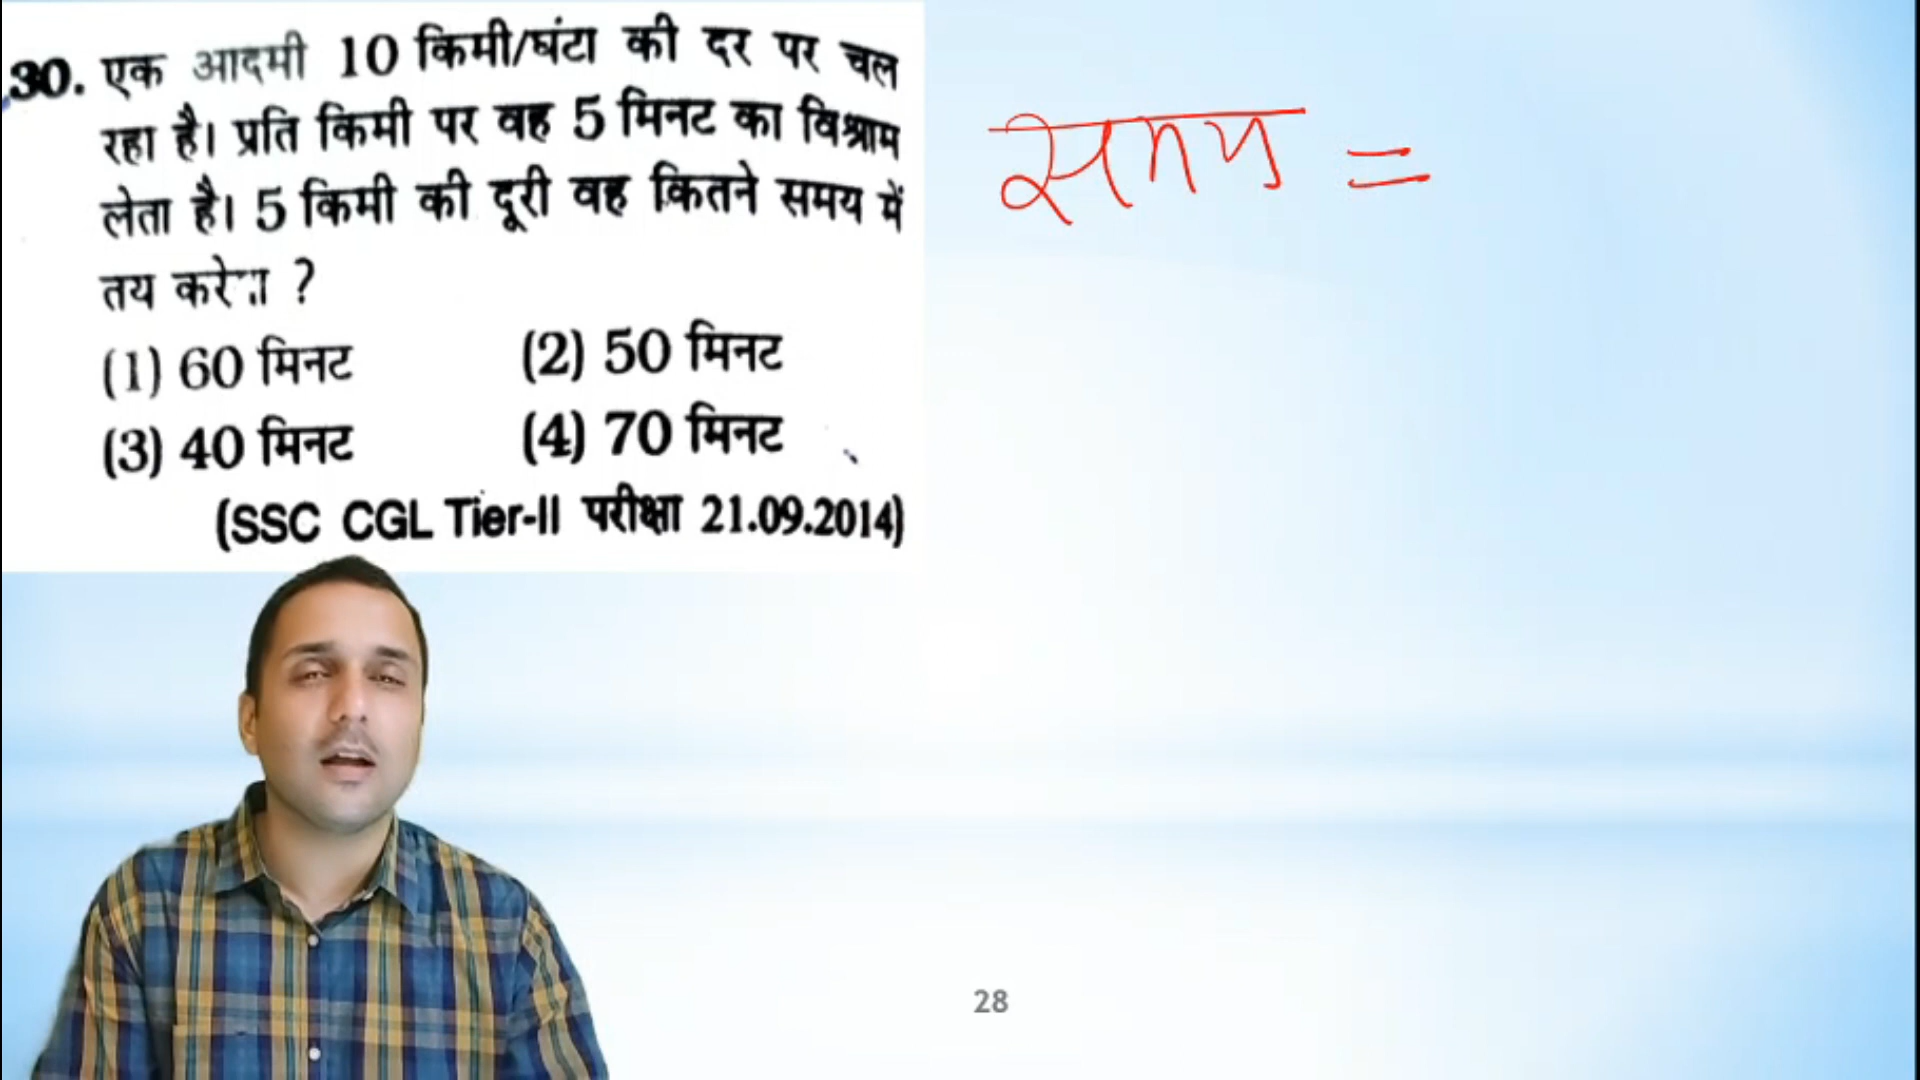 30. एक आदमी 10 किमी/घंटा की दर पर चल
रहा है। प्रति किमी पर वह 5 मिनट का विश्राम
लेता है। 5 किमी की दूरी वह कितने समय में
तय करेगा ?
(1) 60 मिनट (2) 50 मिनट
(3) 40 मिनट (4) 70 मिनट
(SSC CGL Tier-II परीक्षा 21.09.2014)
समय =
28